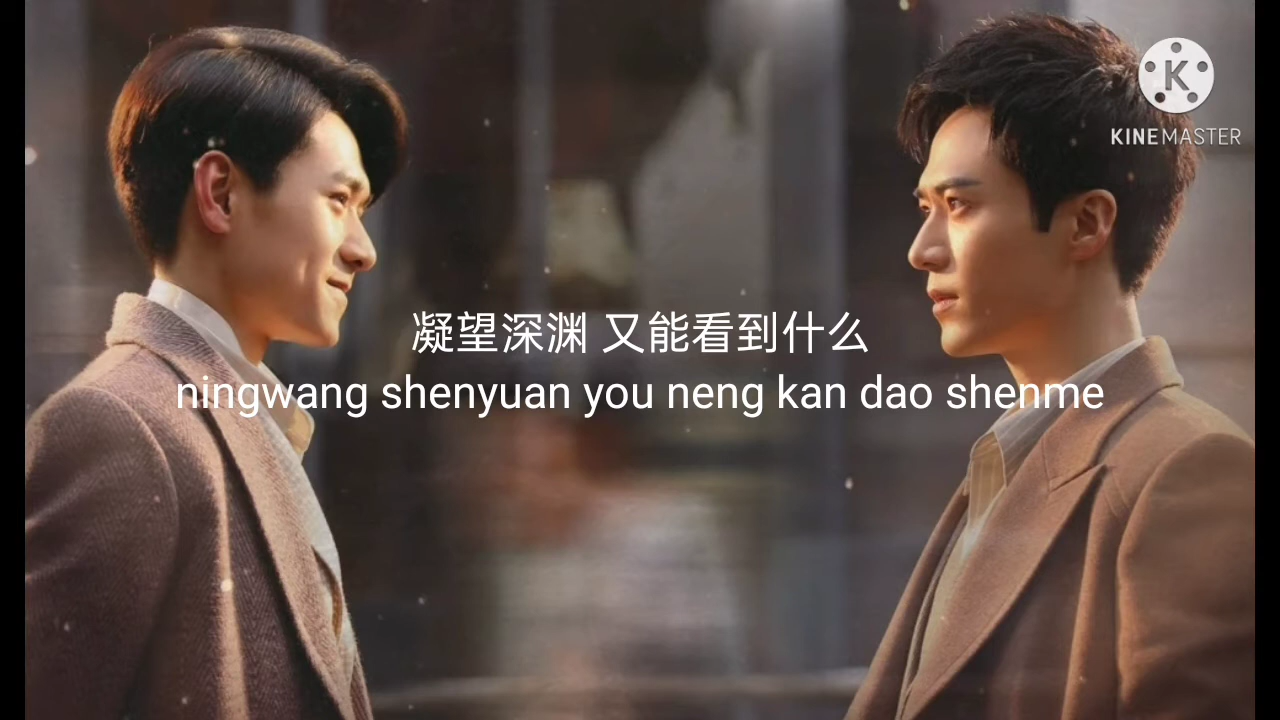 K
KINEMASTER
凝望深渊 又能看到什么
ningwang shenyuan you neng kan dao shenme